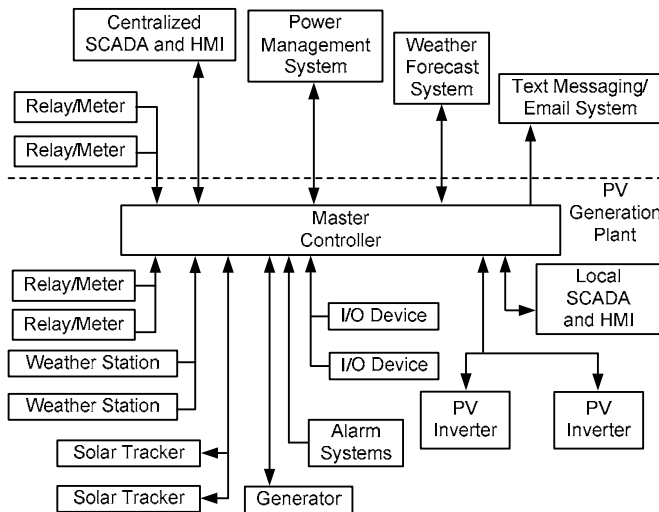 Centralized
SCADA and HMI
Power
Management
System
Weather
Forecast
System
Text Messaging/
Email System
Relay/Meter
Relay/Meter
PV
Generation
Plant
Master
Controller
Relay/Meter
Relay/Meter
Weather Station
Weather Station
Solar Tracker
Solar Tracker
Generator
Alarm
Systems
I/O Device
I/O Device
PV
Inverter
PV
Inverter
Local
SCADA
and HMI